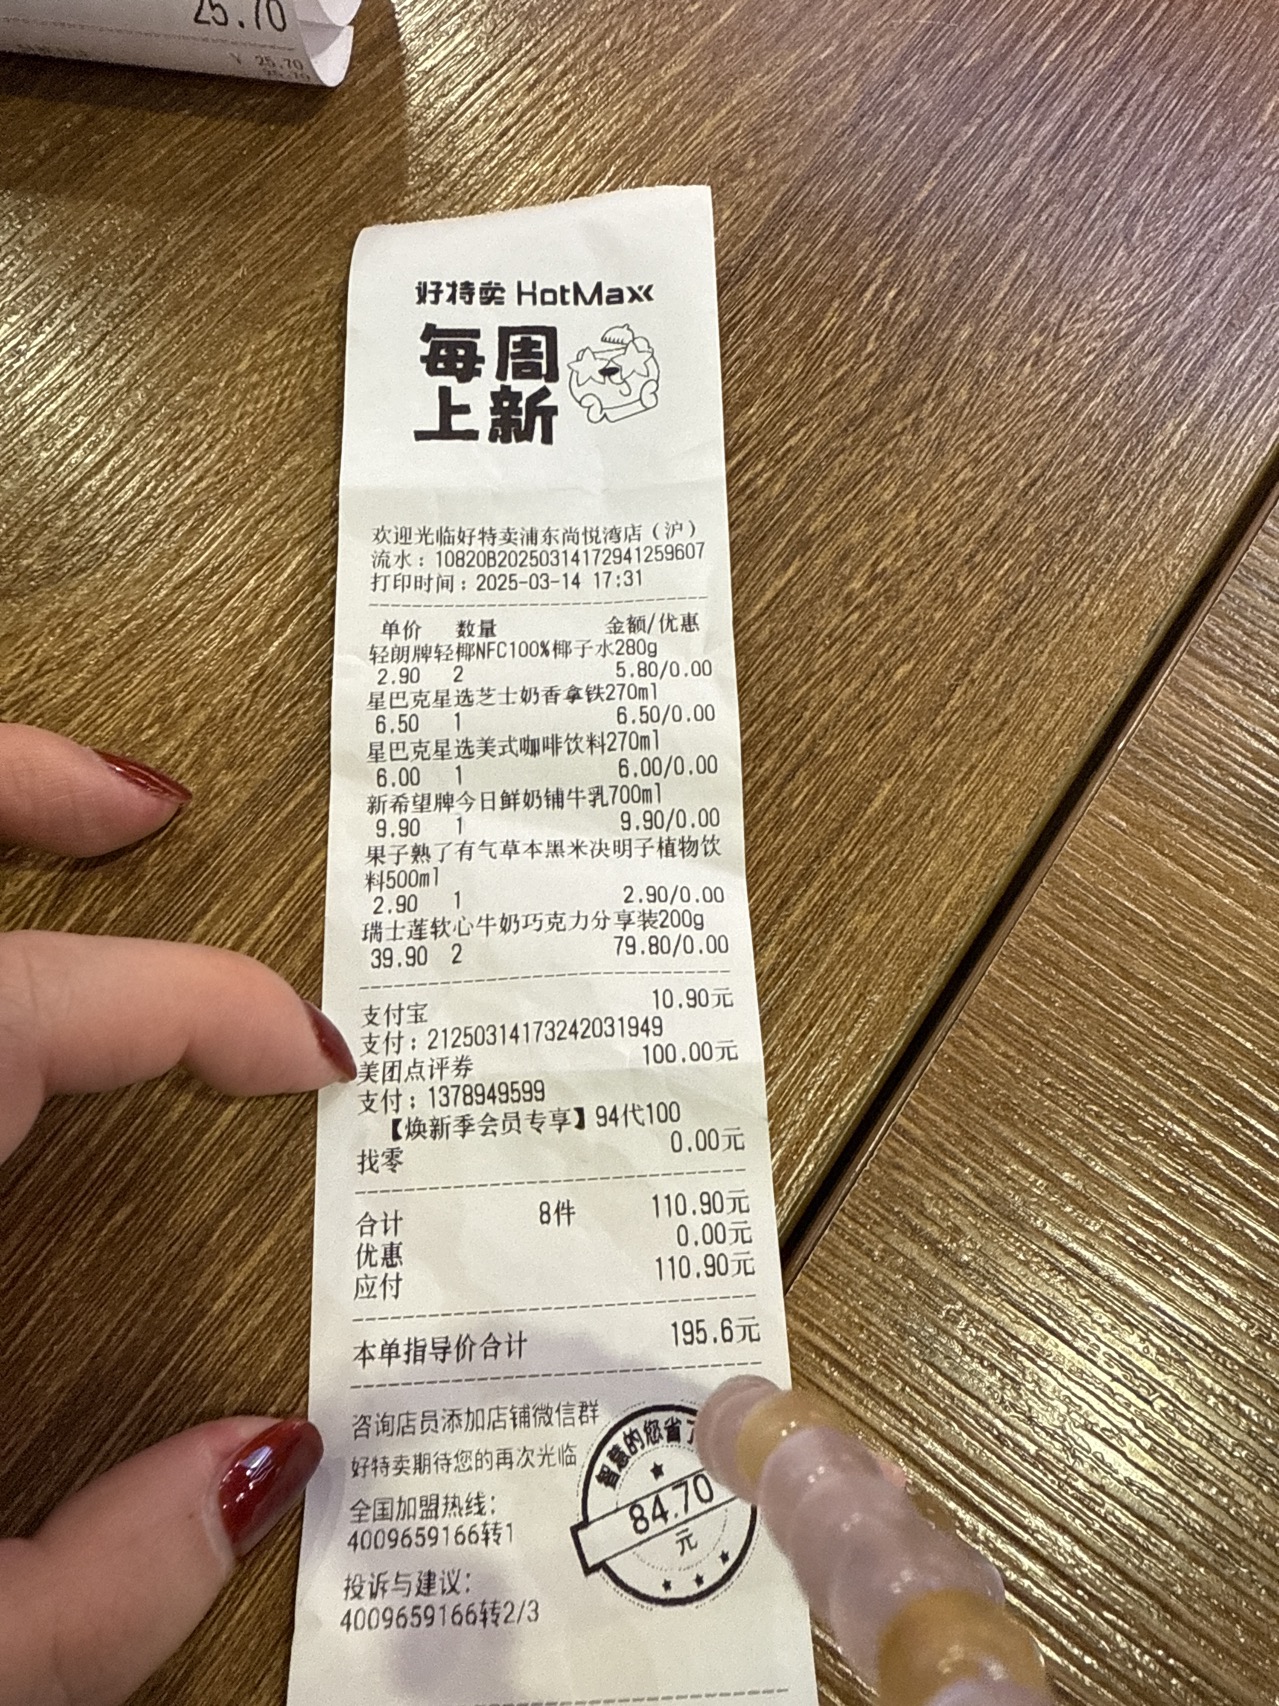 25.70
¥ 25.70
25.70
好特卖 HotMaxx
每周
上新
欢迎光临好特卖浦东尚悦湾店（沪）
流水：10820B20250314172941259607
打印时间：2025-03-14 17:31
单价 数量 金额/优惠
轻朗牌轻椰NFC100%椰子水280g
2.90 2 5.80/0.00
星巴克星选芝士奶香拿铁270ml
6.50 1 6.50/0.00
星巴克星选美式咖啡饮料270ml
6.00 1 6.00/0.00
新希望牌今日鲜奶铺牛乳700ml
9.90 1 9.90/0.00
果子熟了有气草本黑米决明子植物饮
料500ml
2.90 1 2.90/0.00
瑞士莲软心牛奶巧克力分享装200g
39.90 2 79.80/0.00
支付宝 10.90元
支付：21250314173242031949
美团点评券 100.00元
支付：1378949599
【焕新季会员专享】94代100
找零 0.00元
合计 8件 110.90元
优惠 0.00元
应付 110.90元
本单指导价合计 195.6元
咨询店员添加店铺微信群
好特卖期待您的再次光临
全国加盟热线：
4009659166转1
投诉与建议：
4009659166转2/3
智慧的您省了
84.70
元